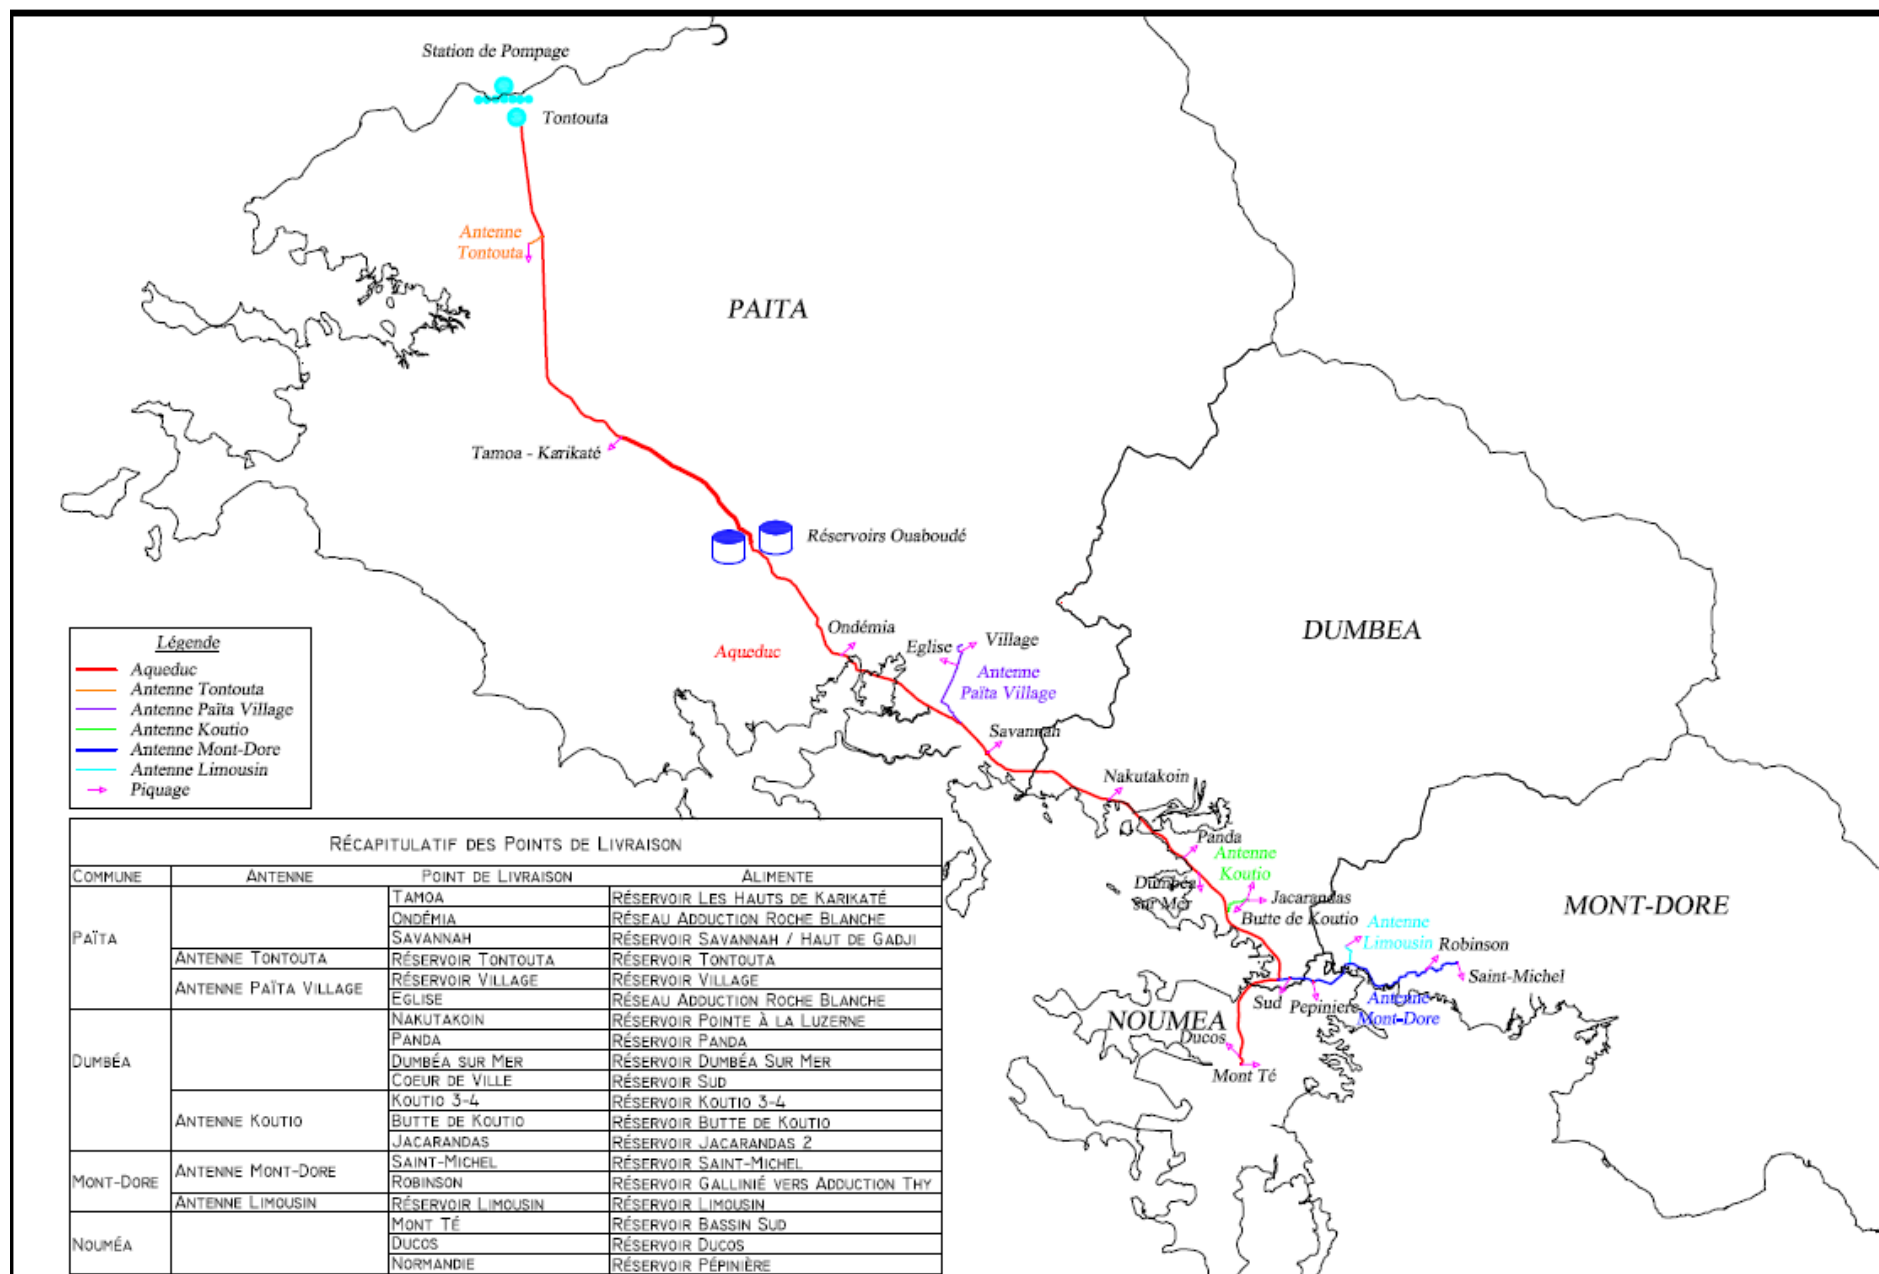 Station de Pompage
Tontouta
Antenne
Tontouta
PAITA
Tamoa - Karikaté
Réservoirs Ouaboudé
DUMBEA
Ondémia
Eglise
Village
Aqueduc
Antenne
Païta Village
Savannah
Nakutakoin
Panda
Antenne
Koutio
Dumbéa
sur Mer
Jacarandas
Butte de Koutio
MONT-DORE
Antenne
Limousin
Robinson
Saint-Michel
Sud
Pepiniere
Antenne
Mont-Dore
NOUMEA
Ducos
Mont Té
Légende
Aqueduc
Antenne Tontouta
Antenne Païta Village
Antenne Koutio
Antenne Mont-Dore
Antenne Limousin
Piquage
RÉCAPITULATIF DES POINTS DE LIVRAISON
COMMUNE ANTENNE POINT DE LIVRAISON ALIMENTE
PAÏTA
TAMOA RÉSERVOIR LES HAUTS DE KARIKATÉ
ONDÉMIA RÉSEAU ADDUCTION ROCHE BLANCHE
SAVANNAH RÉSERVOIR SAVANNAH / HAUT DE GADJI
ANTENNE TONTOUTA RÉSERVOIR TONTOUTA RÉSERVOIR TONTOUTA
ANTENNE PAÏTA VILLAGE RÉSERVOIR VILLAGE RÉSERVOIR VILLAGE
EGLISE RÉSEAU ADDUCTION ROCHE BLANCHE
DUMBÉA
NAKUTAKOIN RÉSERVOIR POINTE À LA LUZERNE
PANDA RÉSERVOIR PANDA
DUMBÉA SUR MER RÉSERVOIR DUMBÉA SUR MER
COEUR DE VILLE RÉSERVOIR SUD
ANTENNE KOUTIO
KOUTIO 3-4 RÉSERVOIR KOUTIO 3-4
BUTTE DE KOUTIO RÉSERVOIR BUTTE DE KOUTIO
JACARANDAS RÉSERVOIR JACARANDAS 2
MONT-DORE
ANTENNE MONT-DORE SAINT-MICHEL RÉSERVOIR SAINT-MICHEL
ROBINSON RÉSERVOIR GALLINIÉ VERS ADDUCTION THY
ANTENNE LIMOUSIN RÉSERVOIR LIMOUSIN RÉSERVOIR LIMOUSIN
NOUMÉA
MONT TÉ RÉSERVOIR BASSIN SUD
DUCOS RÉSERVOIR DUCOS
NORMANDIE RÉSERVOIR PÉPINIÈRE